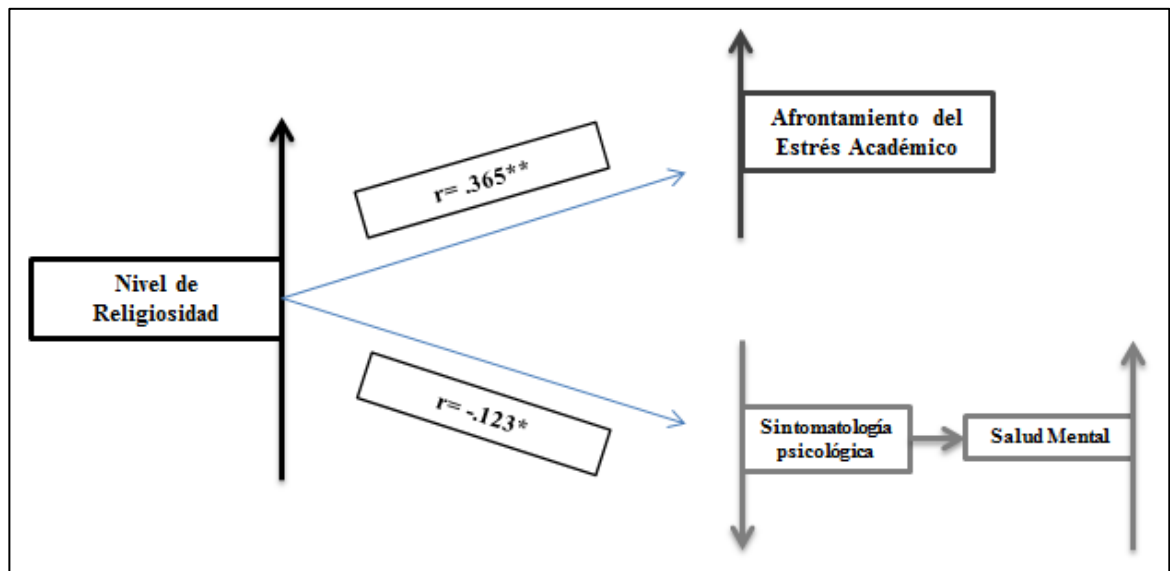 Afrontamiento del
Estrés Académico
r= .365**
Nivel de
Religiosidad
r= -.123*
Sintomatología
psicológica
Salud Mental